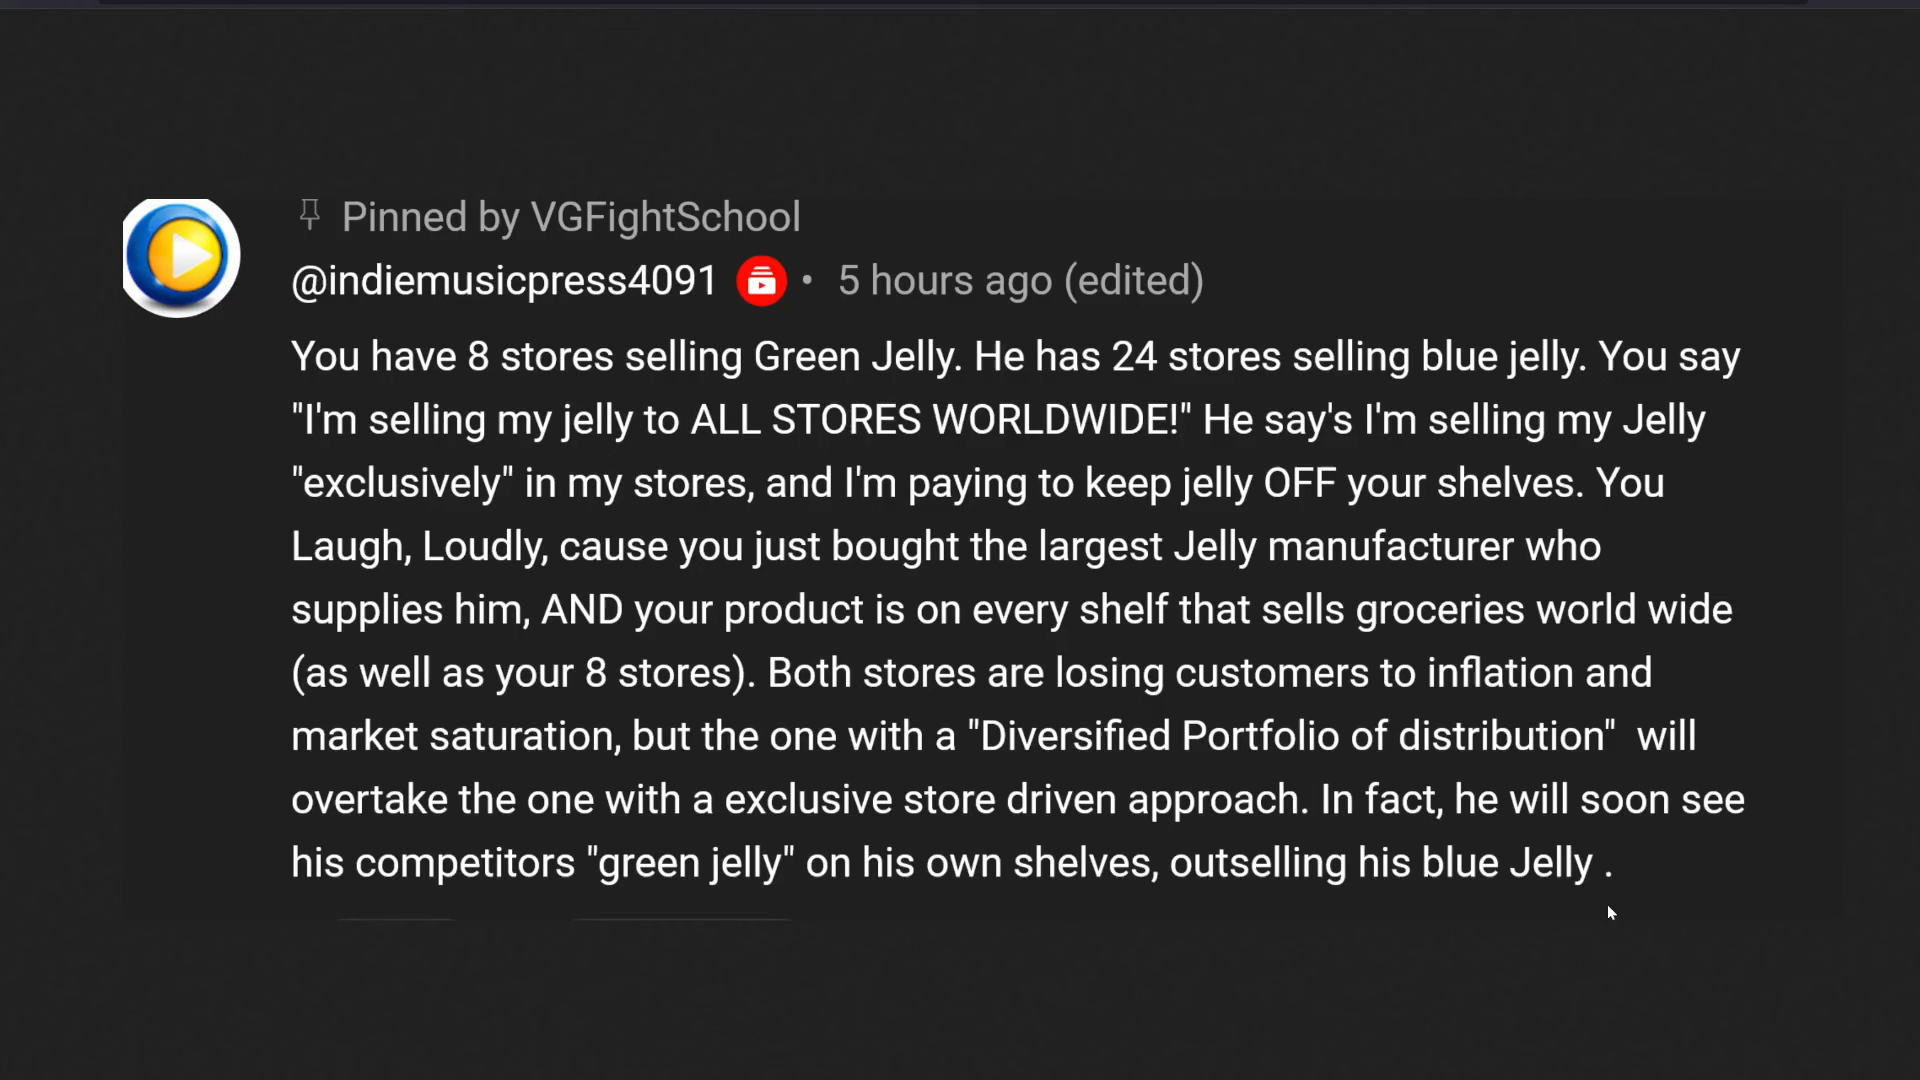 Pinned by VGFightSchool
@indiemusicpress4091 • 5 hours ago (edited)
You have 8 stores selling Green Jelly. He has 24 stores selling blue jelly. You say
"I'm selling my jelly to ALL STORES WORLDWIDE!" He say's I'm selling my Jelly
"exclusively" in my stores, and I'm paying to keep jelly OFF your shelves. You
Laugh, Loudly, cause you just bought the largest Jelly manufacturer who
supplies him, AND your product is on every shelf that sells groceries world wide
(as well as your 8 stores). Both stores are losing customers to inflation and
market saturation, but the one with a "Diversified Portfolio of distribution"  will
overtake the one with a exclusive store driven approach. In fact, he will soon see
his competitors "green jelly" on his own shelves, outselling his blue Jelly .